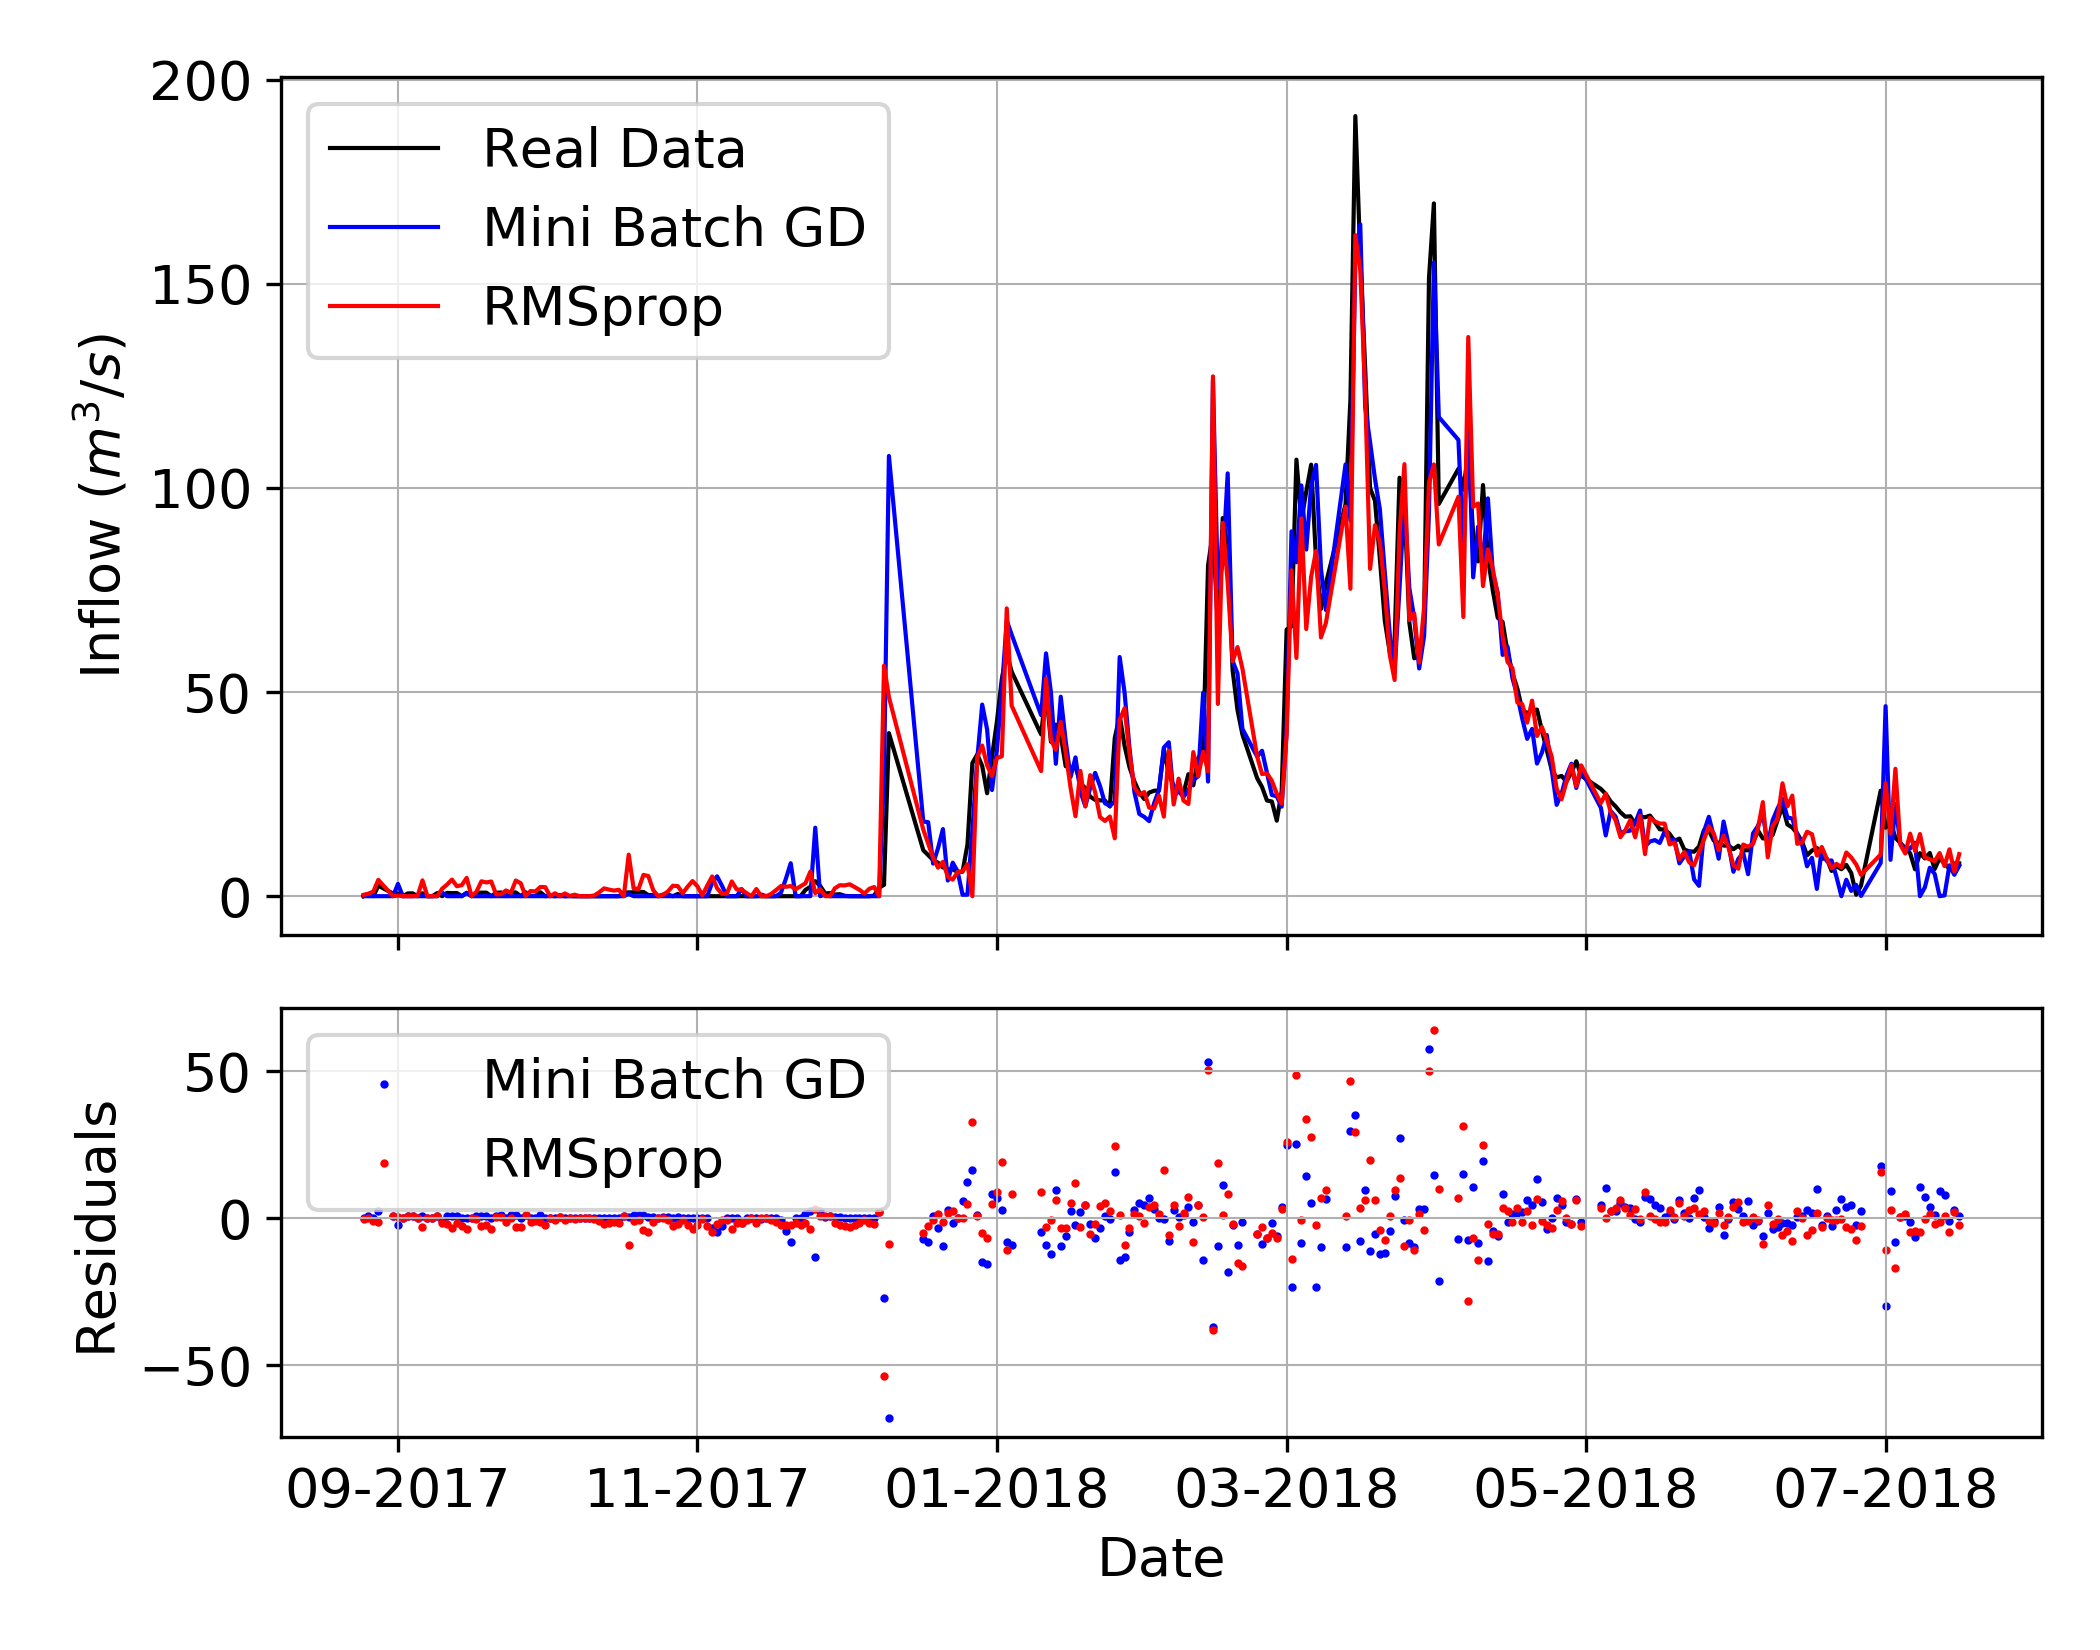 200
150
100
50
0
Inflow (m³/s)
Real Data
Mini Batch GD
RMSprop
50
0
−50
Residuals
Mini Batch GD
RMSprop
09-2017 11-2017 01-2018 03-2018 05-2018 07-2018
Date